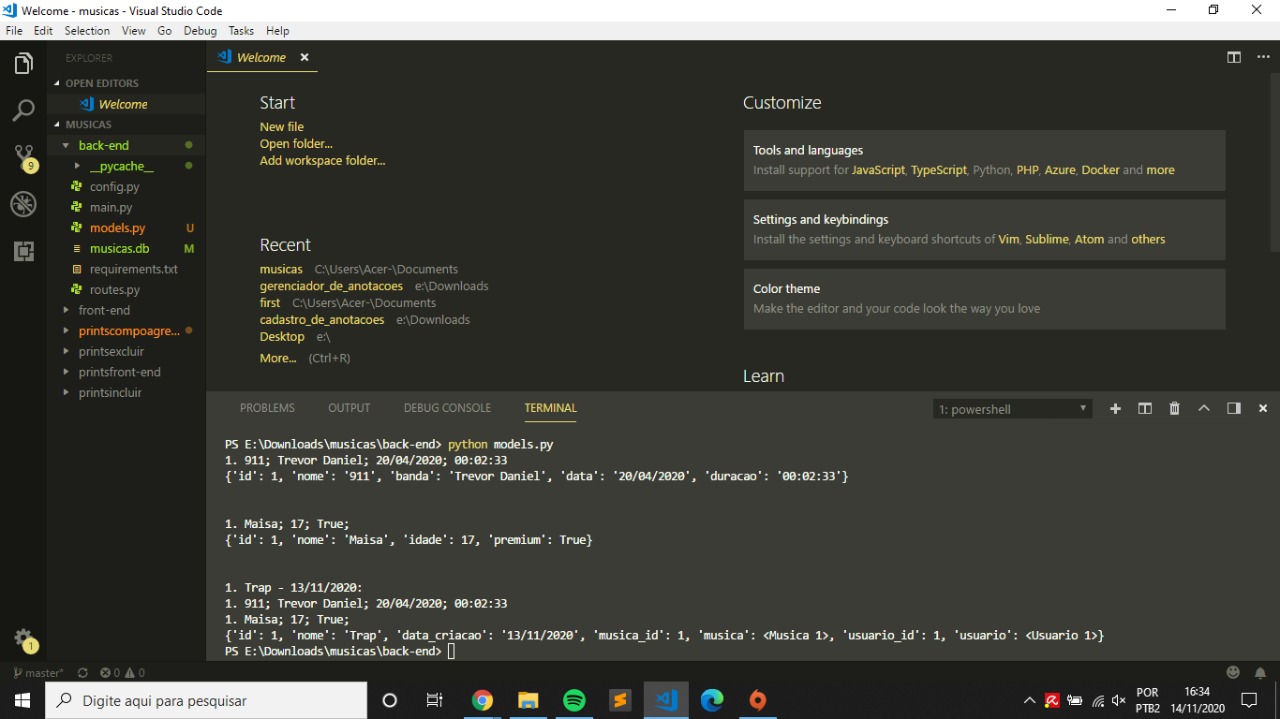 Welcome - musicas - Visual Studio Code
File Edit Selection View Go Debug Tasks Help
EXPLORER
OPEN EDITORS
Welcome
MUSICAS
back-end
__pycache__
config.py
main.py
models.py U
musicas.db M
requirements.txt
routes.py
front-end
printscompoagre...
printsexcluir
printsfront-end
printsincluir
9
1
Welcome
Start
New file
Open folder...
Add workspace folder...
Recent
musicas C:\Users\Acer-\Documents
gerenciador_de_anotacoes e:\Downloads
first C:\Users\Acer-\Documents
cadastro_de_anotacoes e:\Downloads
Desktop e:\
More... (Ctrl+R)
Customize
Tools and languages
Install support for JavaScript, TypeScript, Python, PHP, Azure, Docker and more
Settings and keybindings
Install the settings and keyboard shortcuts of Vim, Sublime, Atom and others
Color theme
Make the editor and your code look the way you love
Learn
PROBLEMS OUTPUT DEBUG CONSOLE TERMINAL
1: powershell
PS E:\Downloads\musicas\back-end> python models.py
1. 911; Trevor Daniel; 20/04/2020; 00:02:33
{'id': 1, 'nome': '911', 'banda': 'Trevor Daniel', 'data': '20/04/2020', 'duracao': '00:02:33'}
1. Maisa; 17; True;
{'id': 1, 'nome': 'Maisa', 'idade': 17, 'premium': True}
1. Trap - 13/11/2020:
1. 911; Trevor Daniel; 20/04/2020; 00:02:33
1. Maisa; 17; True;
{'id': 1, 'nome': 'Trap', 'data_criacao': '13/11/2020', 'musica_id': 1, 'musica': <Musica 1>, 'usuario_id': 1, 'usuario': <Usuario 1>}
PS E:\Downloads\musicas\back-end>
master* 0 0
Digite aqui para pesquisar
POR
PTB2
16:34
14/11/2020